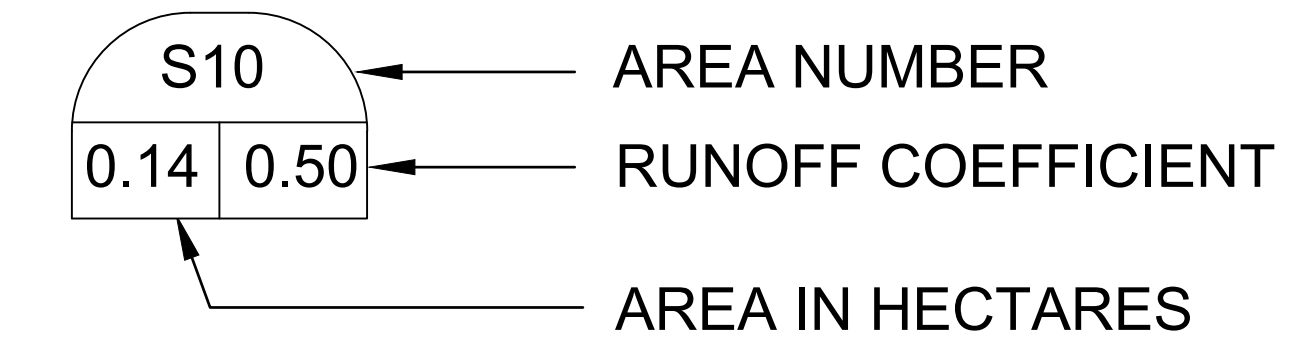 S10
AREA NUMBER
0.14
0.50
RUNOFF COEFFICIENT
AREA IN HECTARES